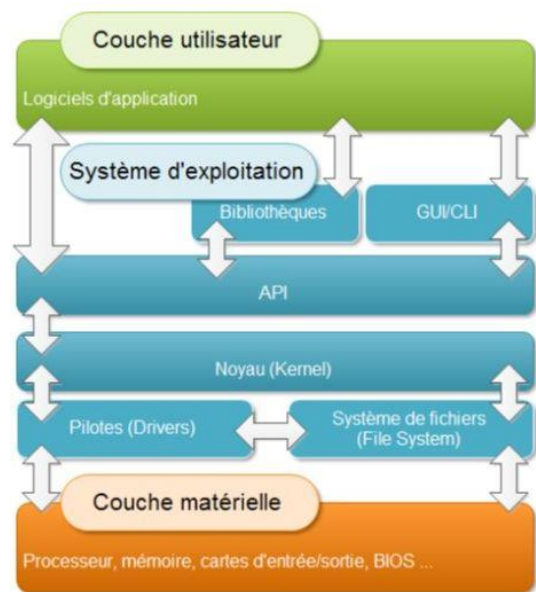 Couche utilisateur
Logiciels d'application
Système d'exploitation
Bibliothèques
GUI/CLI
API
Noyau (Kernel)
Pilotes (Drivers)
Système de fichiers
(File System)
Couche matérielle
Processeur, mémoire, cartes d'entrée/sortie, BIOS ...